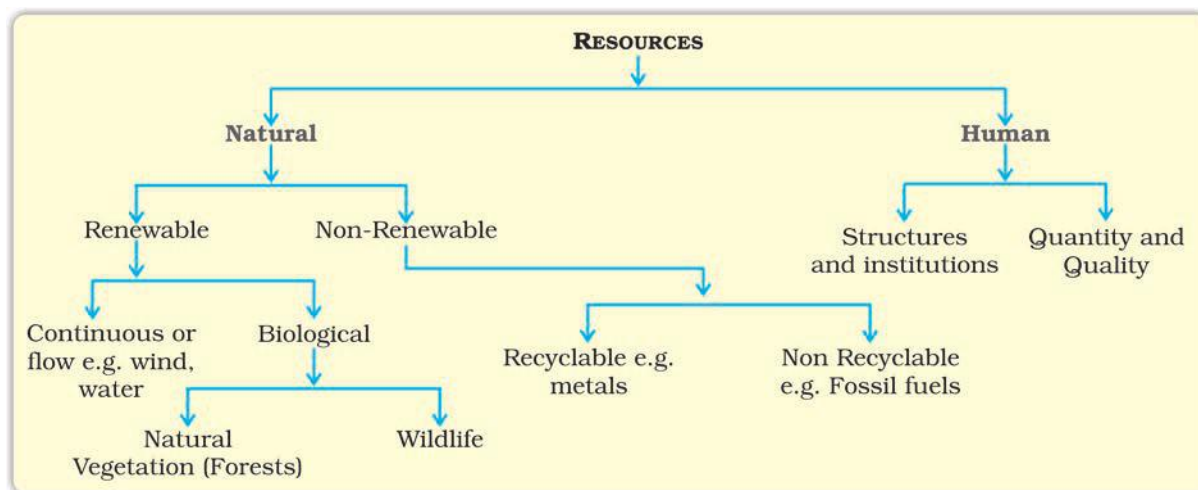 RESOURCES
Natural
Human
Renewable
Non-Renewable
Structures
and institutions
Quantity and
Quality
Continuous or
flow e.g. wind,
water
Biological
Recyclable e.g.
metals
Non Recyclable
e.g. Fossil fuels
Natural
Vegetation (Forests)
Wildlife